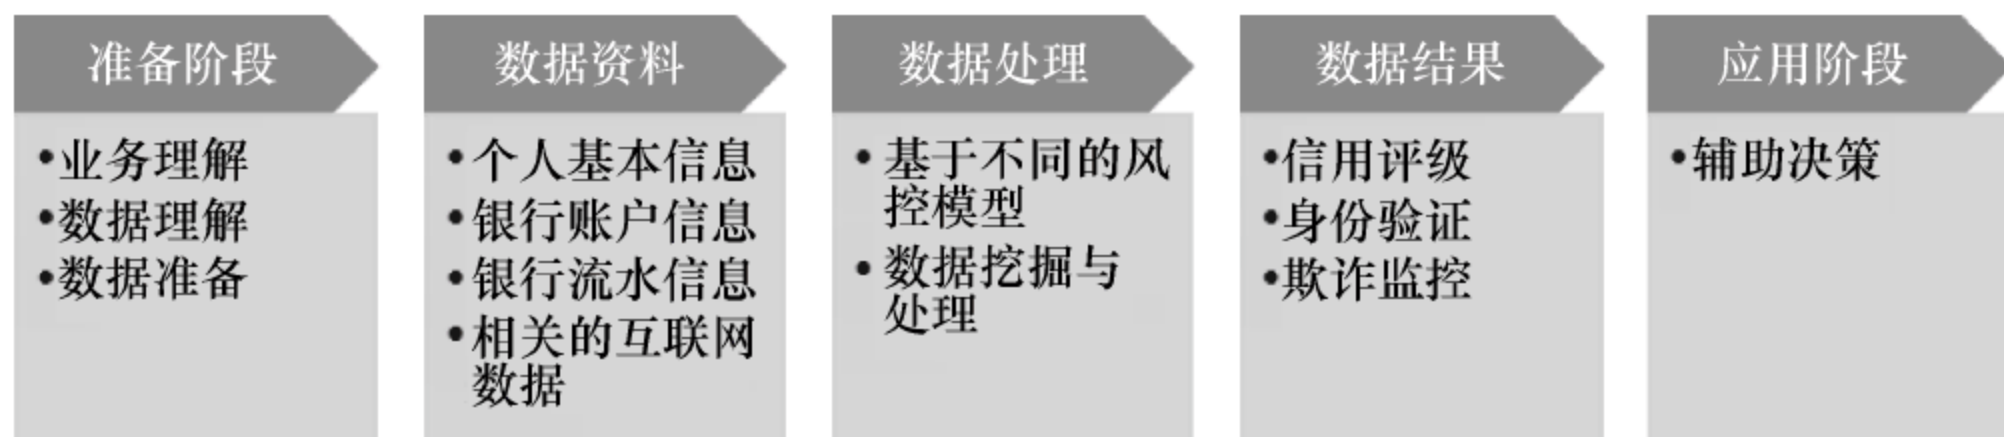 准备阶段
•业务理解
•数据理解
•数据准备
数据资料
•个人基本信息
•银行账户信息
•银行流水信息
•相关的互联网
数据
数据处理
•基于不同的风
控模型
•数据挖掘与
处理
数据结果
•信用评级
•身份验证
•欺诈监控
应用阶段
•辅助决策